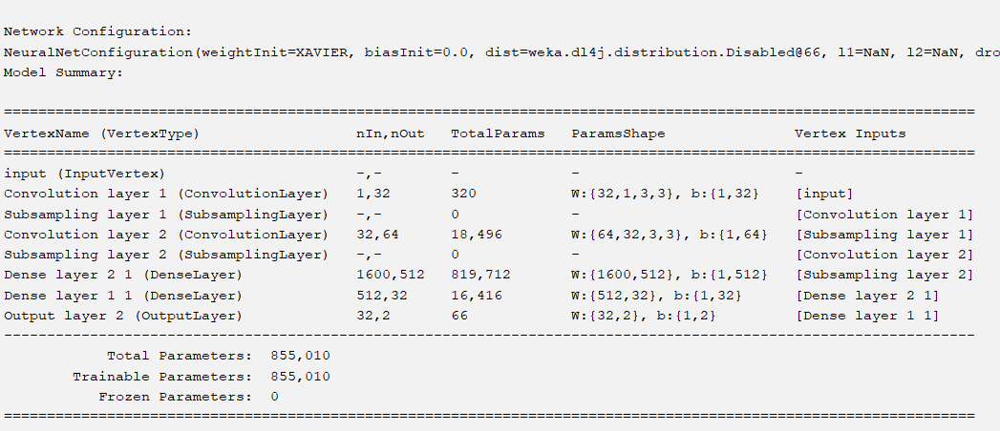 Network Configuration:
NeuralNetConfiguration(weightInit=XAVIER, biasInit=0.0, dist=weka.dl4j.distribution.Disabled@66, l1=NaN, l2=NaN, dro
Model Summary:
=================================================================================================================
VertexName (VertexType) nIn,nOut TotalParams ParamsShape Vertex Inputs
=================================================================================================================
input (InputVertex) -,- - - -
Convolution layer 1 (ConvolutionLayer) 1,32 320 W:{32,1,3,3}, b:{1,32} [input]
Subsampling layer 1 (SubsamplingLayer) -,- 0 - [Convolution layer 1]
Convolution layer 2 (ConvolutionLayer) 32,64 18,496 W:{64,32,3,3}, b:{1,64} [Subsampling layer 1]
Subsampling layer 2 (SubsamplingLayer) -,- 0 - [Convolution layer 2]
Dense layer 2 1 (DenseLayer) 1600,512 819,712 W:{1600,512}, b:{1,512} [Subsampling layer 2]
Dense layer 1 1 (DenseLayer) 512,32 16,416 W:{512,32}, b:{1,32} [Dense layer 2 1]
Output layer 2 (OutputLayer) 32,2 66 W:{32,2}, b:{1,2} [Dense layer 1 1]
-----------------------------------------------------------------------------------------------------------------
Total Parameters: 855,010
Trainable Parameters: 855,010
Frozen Parameters: 0
=================================================================================================================